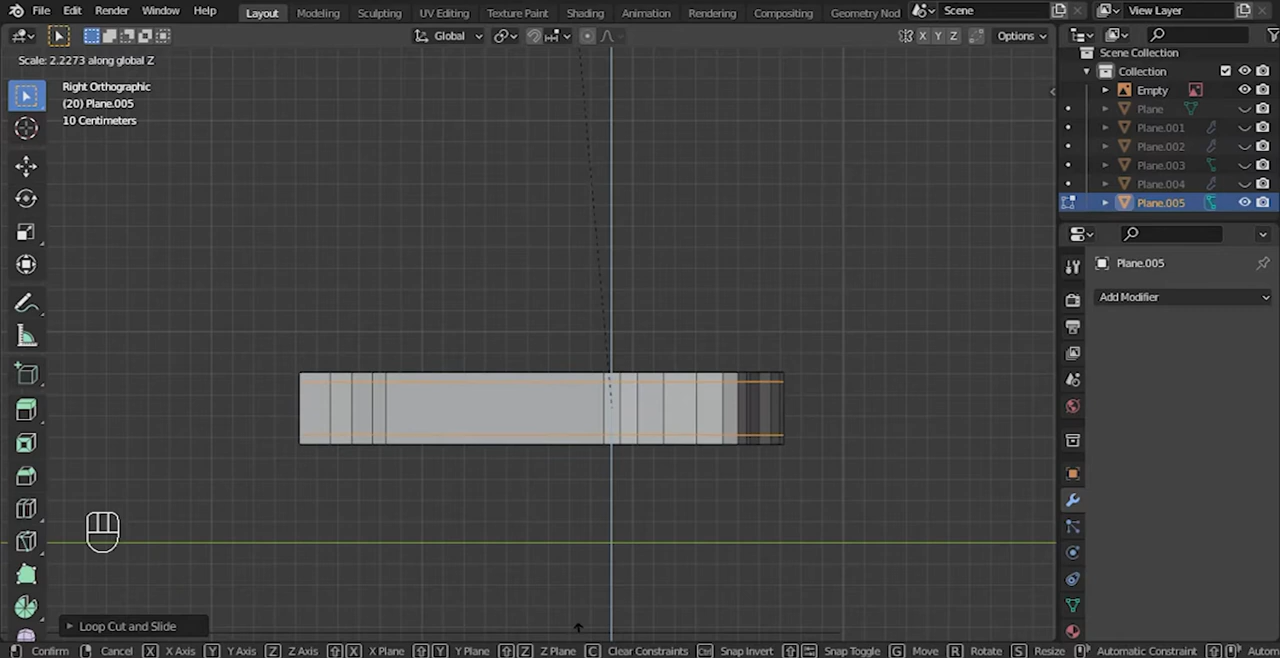 File Edit Render Window Help Layout Modeling Sculpting UV Editing Texture Paint Shading Animation Rendering Compositing Geometry Nod Scene View Layer
Global X Y Z Options
Scale: 2.2273 along global Z
Right Orthographic
(20) Plane.005
10 Centimeters
Scene Collection
Collection
Empty
Plane
Plane.001
Plane.002
Plane.003
Plane.004
Plane.005
Plane.005
Add Modifier
Loop Cut and Slide
Confirm Cancel X X Axis Y Y Axis Z Z Axis X X Plane Y Y Plane Z Z Plane C Clear Constraints Ctrl Snap Invert Snap Toggle G Move R Rotate S Resize Automatic Constraint Autom